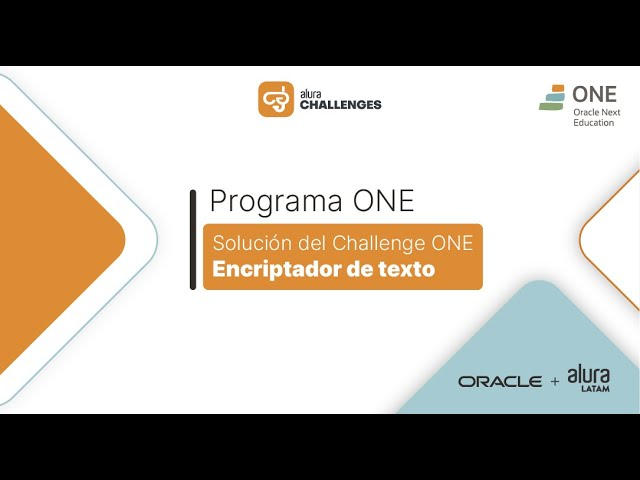 alura
CHALLENGES
ONE
Oracle Next
Education
Programa ONE
Solución del Challenge ONE
Encriptador de texto
ORACLE + alura
LATAM